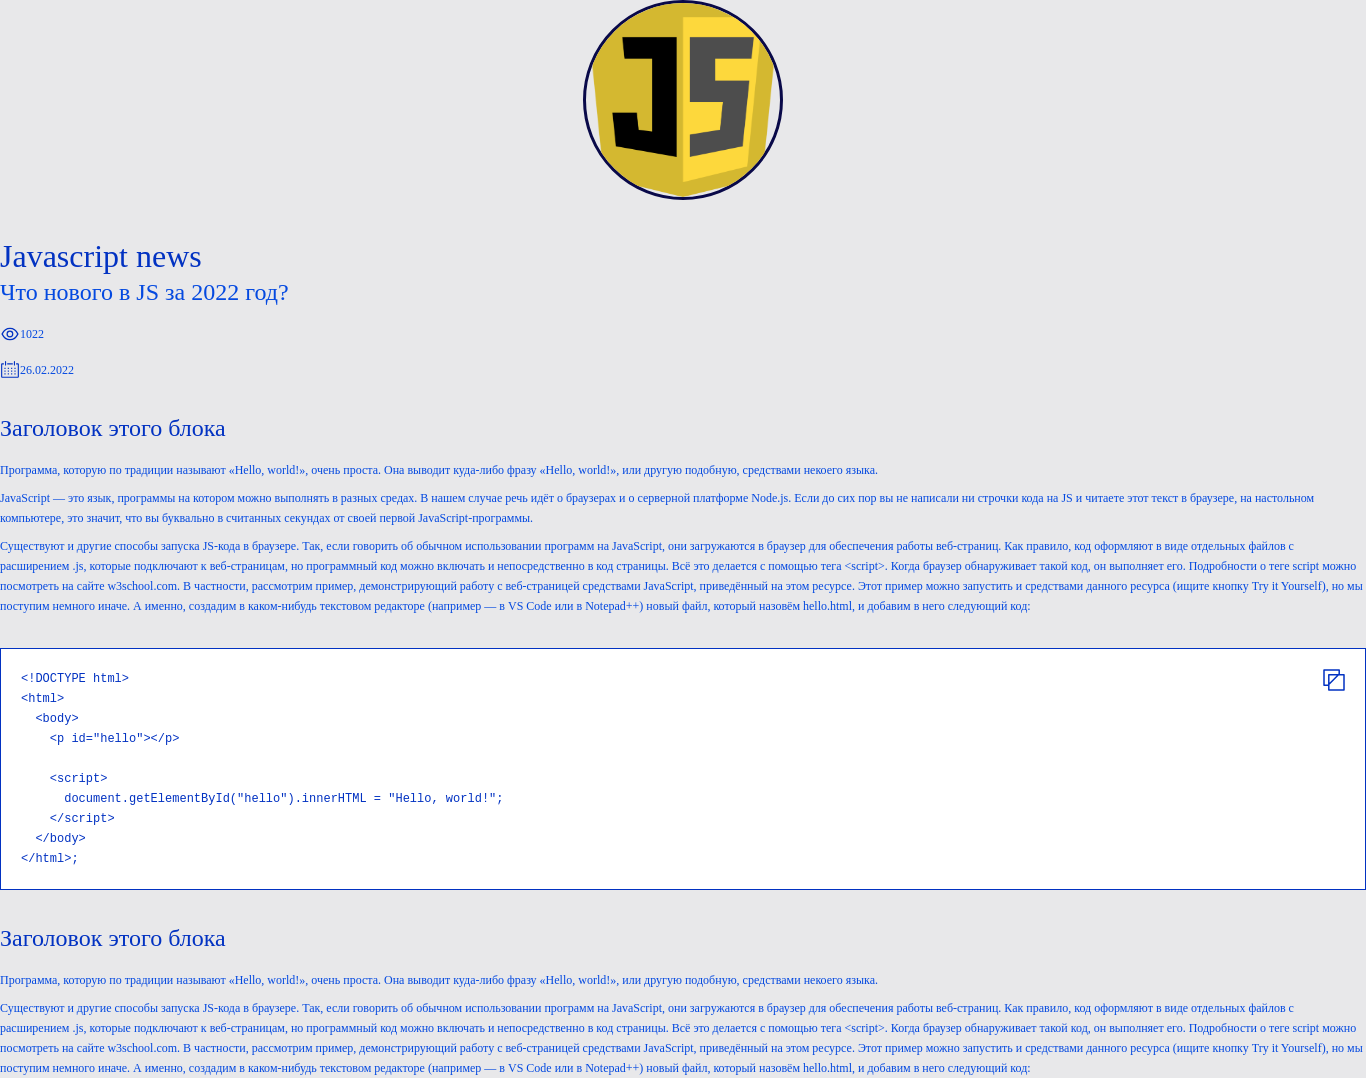 JS
Javascript news
Что нового в JS за 2022 год?
1022
26.02.2022
Заголовок этого блока
Программа, которую по традиции называют «Hello, world!», очень проста. Она выводит куда-либо фразу «Hello, world!», или другую подобную, средствами некоего языка.
JavaScript — это язык, программы на котором можно выполнять в разных средах. В нашем случае речь идёт о браузерах и о серверной платформе Node.js. Если до сих пор вы не написали ни строчки кода на JS и читаете этот текст в браузере, на настольном
компьютере, это значит, что вы буквально в считанных секундах от своей первой JavaScript-программы.
Существуют и другие способы запуска JS-кода в браузере. Так, если говорить об обычном использовании программ на JavaScript, они загружаются в браузер для обеспечения работы веб-страниц. Как правило, код оформляют в виде отдельных файлов с
расширением .js, которые подключают к веб-страницам, но программный код можно включать и непосредственно в код страницы. Всё это делается с помощью тега <script>. Когда браузер обнаруживает такой код, он выполняет его. Подробности о теге script можно
посмотреть на сайте w3school.com. В частности, рассмотрим пример, демонстрирующий работу с веб-страницей средствами JavaScript, приведённый на этом ресурсе. Этот пример можно запустить и средствами данного ресурса (ищите кнопку Try it Yourself), но мы
поступим немного иначе. А именно, создадим в каком-нибудь текстовом редакторе (например — в VS Code или в Notepad++) новый файл, который назовём hello.html, и добавим в него следующий код:
<!DOCTYPE html>
<html>
  <body>
    <p id="hello"></p>
    <script>
      document.getElementById("hello").innerHTML = "Hello, world!";
    </script>
  </body>
</html>;
Заголовок этого блока
Программа, которую по традиции называют «Hello, world!», очень проста. Она выводит куда-либо фразу «Hello, world!», или другую подобную, средствами некоего языка.
Существуют и другие способы запуска JS-кода в браузере. Так, если говорить об обычном использовании программ на JavaScript, они загружаются в браузер для обеспечения работы веб-страниц. Как правило, код оформляют в виде отдельных файлов с
расширением .js, которые подключают к веб-страницам, но программный код можно включать и непосредственно в код страницы. Всё это делается с помощью тега <script>. Когда браузер обнаруживает такой код, он выполняет его. Подробности о теге script можно
посмотреть на сайте w3school.com. В частности, рассмотрим пример, демонстрирующий работу с веб-страницей средствами JavaScript, приведённый на этом ресурсе. Этот пример можно запустить и средствами данного ресурса (ищите кнопку Try it Yourself), но мы
поступим немного иначе. А именно, создадим в каком-нибудь текстовом редакторе (например — в VS Code или в Notepad++) новый файл, который назовём hello.html, и добавим в него следующий код: